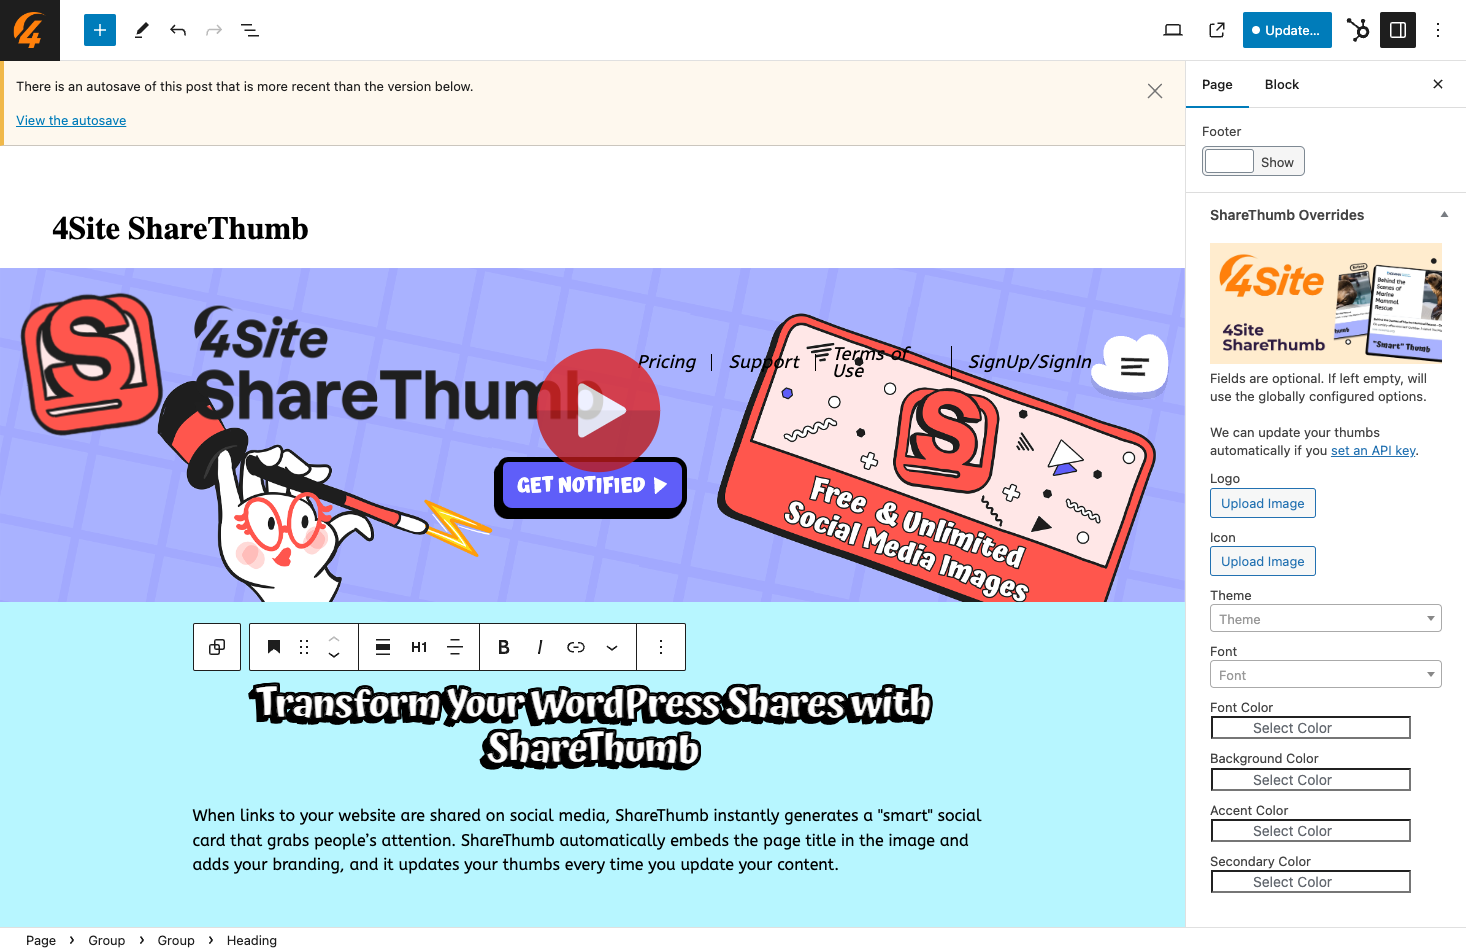 Update...
There is an autosave of this post that is more recent than the version below.
View the autosave
Page
Block
Footer
Show
4Site ShareThumb
4Site
ShareThumb
Pricing
Support
Terms of
Use
SignUp/SignIn
GET NOTIFIED
Free & Unlimited
Social Media Images
H1
B
I
Transform Your WordPress Shares with
ShareThumb
When links to your website are shared on social media, ShareThumb instantly generates a "smart" social
card that grabs people’s attention. ShareThumb automatically embeds the page title in the image and
adds your branding, and it updates your thumbs every time you update your content.
ShareThumb Overrides
4Site
4Site
ShareThumb
Behind the
Scenes of
Marine
Mammal
Rescue
"Smart" Thumb
Fields are optional. If left empty, will
use the globally configured options.
We can update your thumbs
automatically if you set an API key.
Logo
Upload Image
Icon
Upload Image
Theme
Theme
Font
Font
Font Color
Select Color
Background Color
Select Color
Accent Color
Select Color
Secondary Color
Select Color
Page › Group › Group › Heading